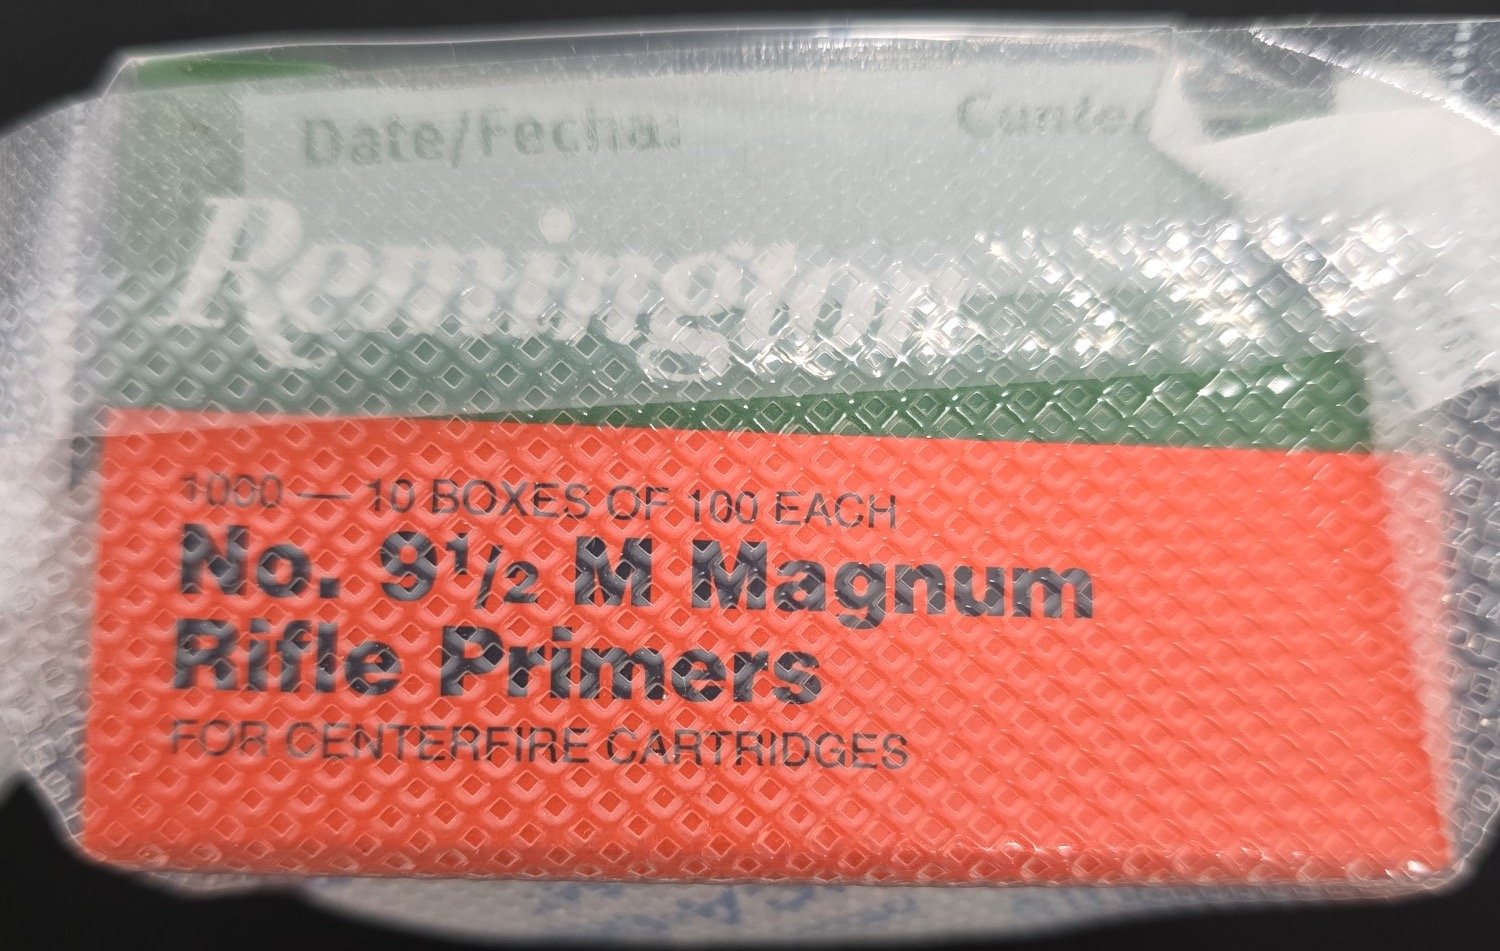 Date/Fecha:
Remington
1000 — 10 BOXES OF 100 EACH
No. 9½ M Magnum
Rifle Primers
FOR CENTERFIRE CARTRIDGES